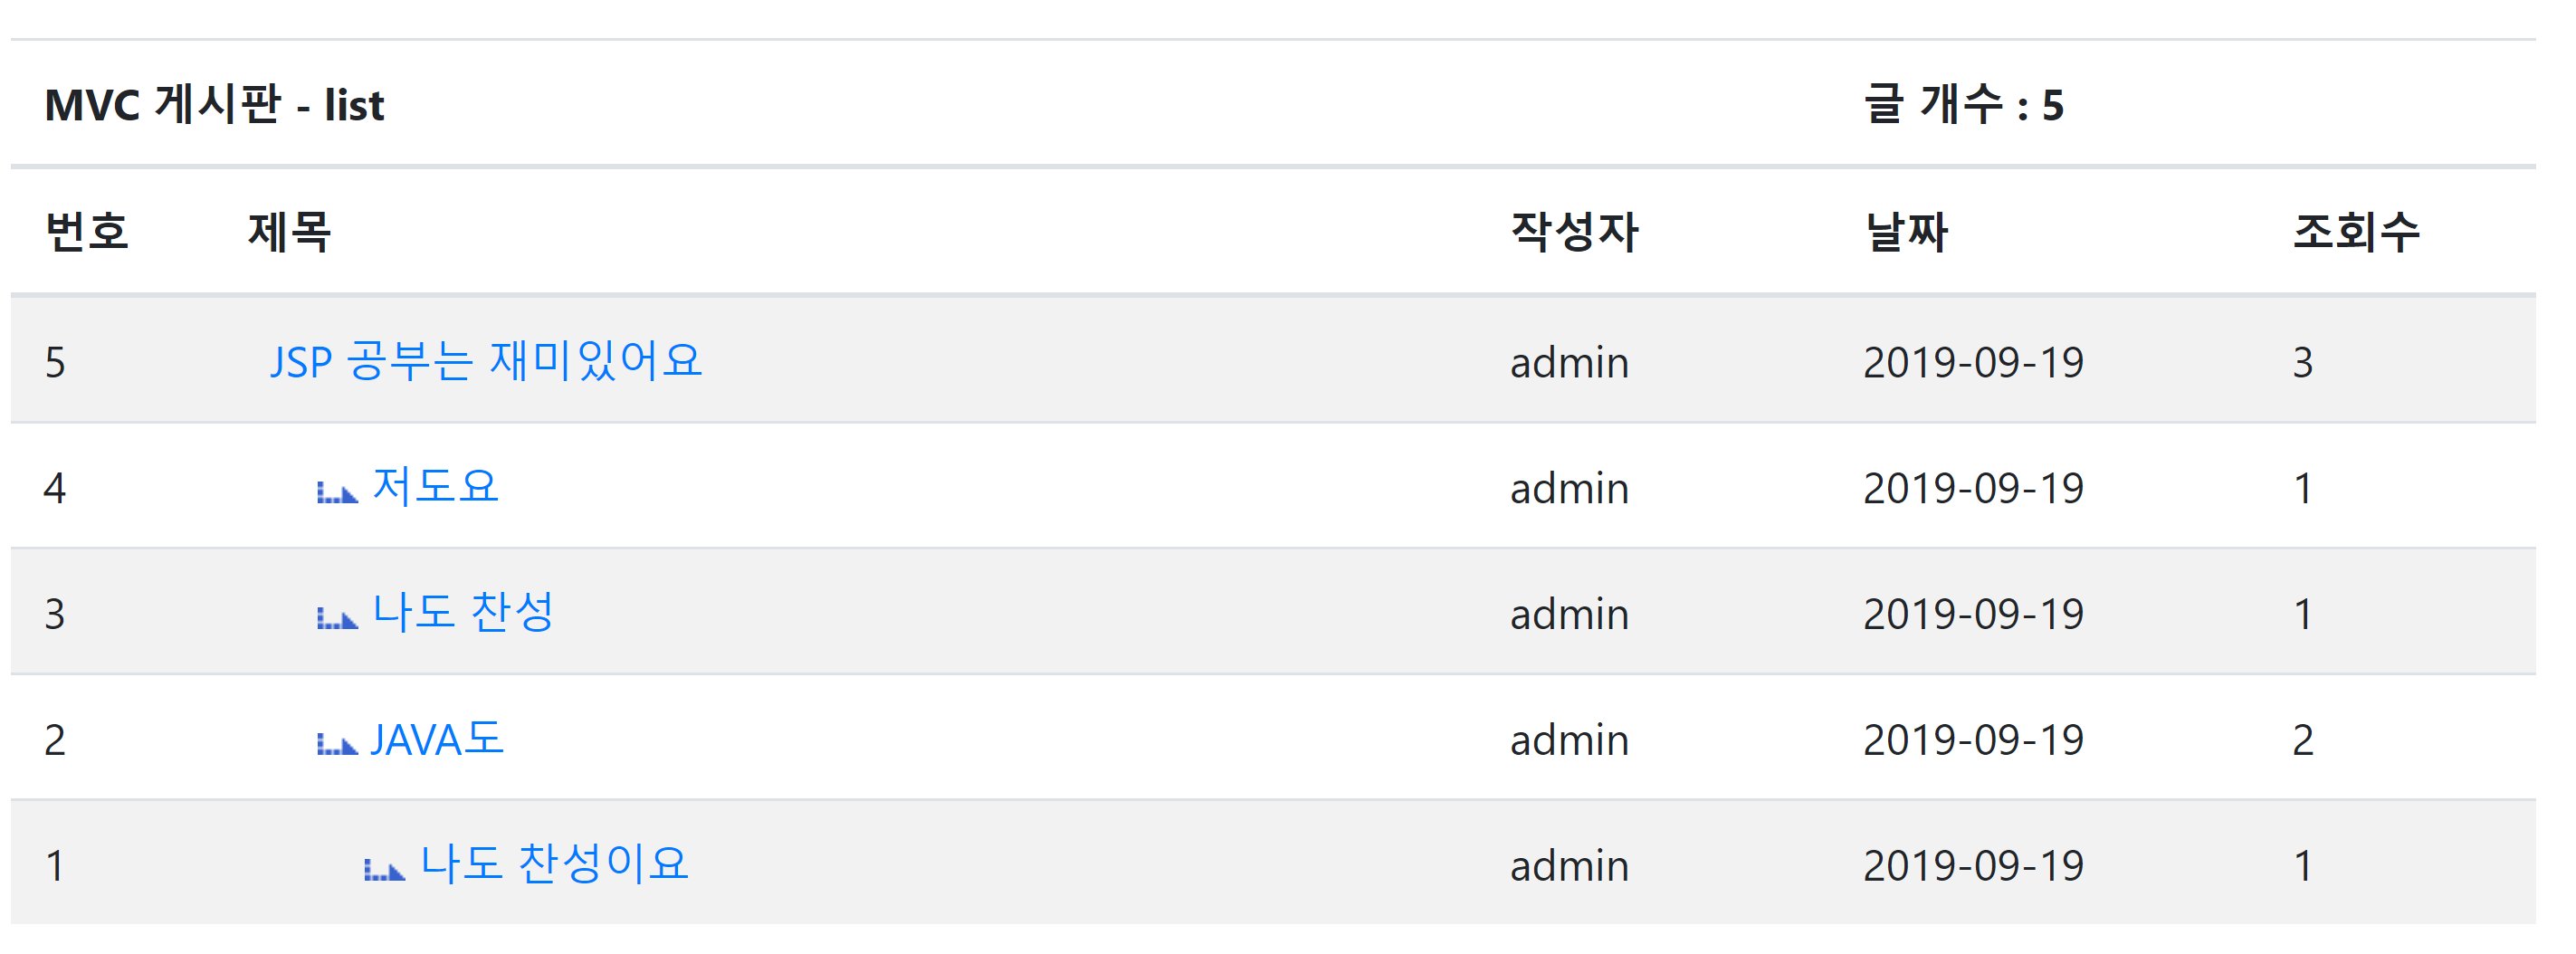 MVC 게시판 - list 글 개수 : 5
번호 제목 작성자 날짜 조회수
5 JSP 공부는 재미있어요 admin 2019-09-19 3
4 저도요 admin 2019-09-19 1
3 나도 찬성 admin 2019-09-19 1
2 JAVA도 admin 2019-09-19 2
1 나도 찬성이요 admin 2019-09-19 1